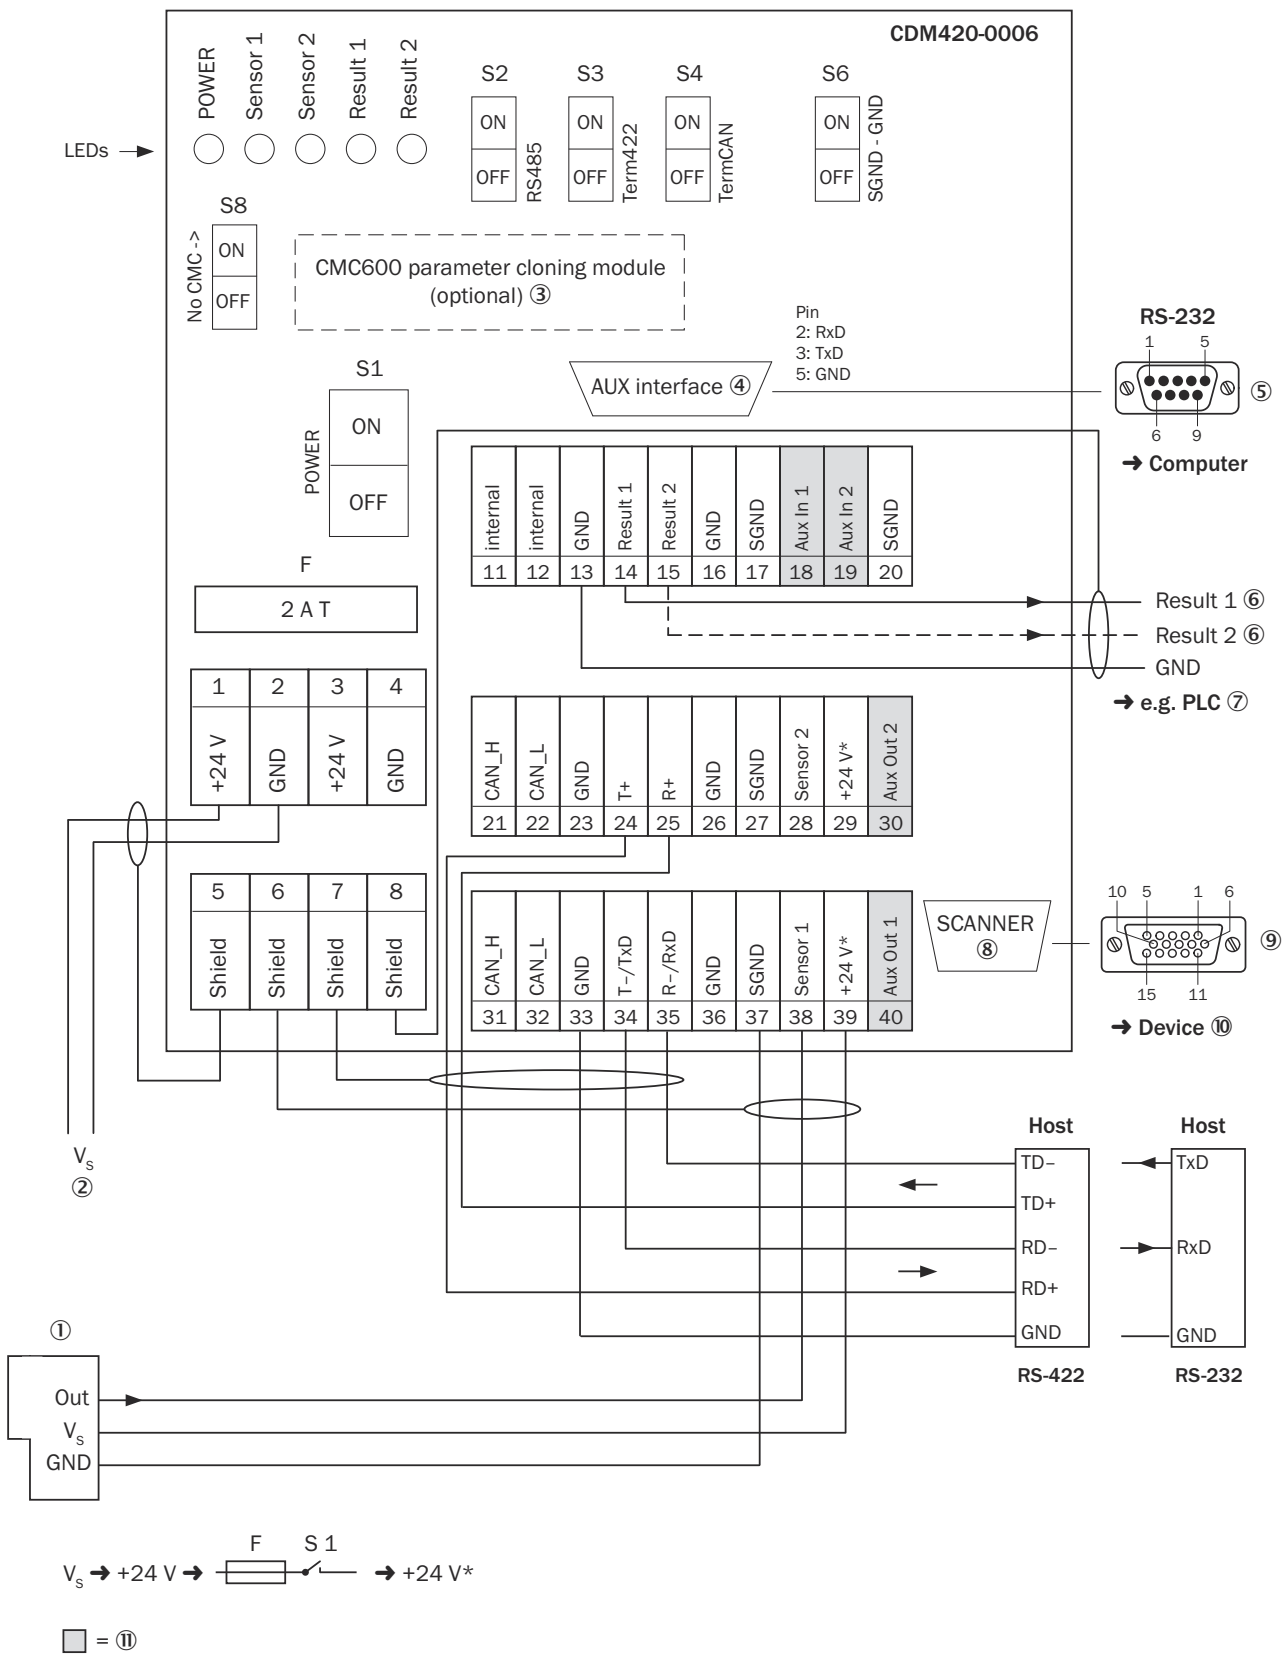 CDM420-0006
POWER
Sensor 1
Sensor 2
Result 1
Result 2
LEDs
S2
ON
OFF
RS485
S3
ON
OFF
Term422
S4
ON
OFF
TermCAN
S6
ON
OFF
SGND - GND
S8
No CMC ->
ON
OFF
CMC600 parameter cloning module
(optional) ③
Pin
2: RxD
3: TxD
5: GND
AUX interface ④
RS-232
1 5
6 9
⑤
➔ Computer
S1
POWER
ON
OFF
F
2 A T
internal
internal
GND
Result 1
Result 2
GND
SGND
Aux In 1
Aux In 2
SGND
11 12 13 14 15 16 17 18 19 20
Result 1 ⑥
Result 2 ⑥
GND
➔ e.g. PLC ⑦
1 2 3 4
+24 V
GND
+24 V
GND
CAN_H
CAN_L
GND
T+
R+
GND
SGND
Sensor 2
+24 V*
Aux Out 2
21 22 23 24 25 26 27 28 29 30
5 6 7 8
Shield
Shield
Shield
Shield
CAN_H
CAN_L
GND
T–/TxD
R–/RxD
GND
SGND
Sensor 1
+24 V*
Aux Out 1
31 32 33 34 35 36 37 38 39 40
SCANNER
⑧
10 5 1 6
15 11
⑨
➔ Device ⑩
Vs
②
Host
TD–
TD+
RD–
RD+
GND
RS-422
Host
TxD
RxD
GND
RS-232
①
Out
Vs
GND
F S 1
Vs ➔ +24 V ➔ ➔ +24 V*
= ⑪